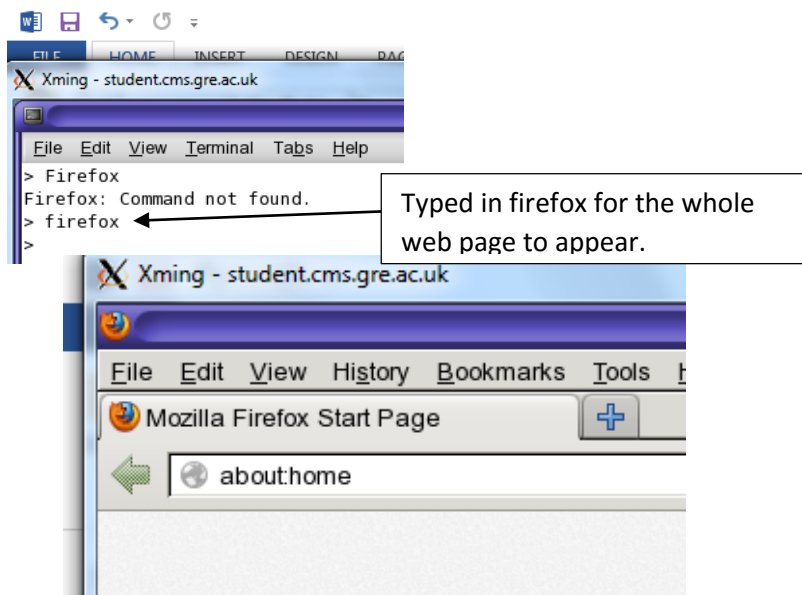 FILE HOME INSERT DESIGN PAG
Xming - student.cms.gre.ac.uk
File Edit View Terminal Tabs Help
> Firefox
Firefox: Command not found.
> firefox
>
Typed in firefox for the whole
web page to appear.
Xming - student.cms.gre.ac.uk
File Edit View History Bookmarks Tools
Mozilla Firefox Start Page
about:home